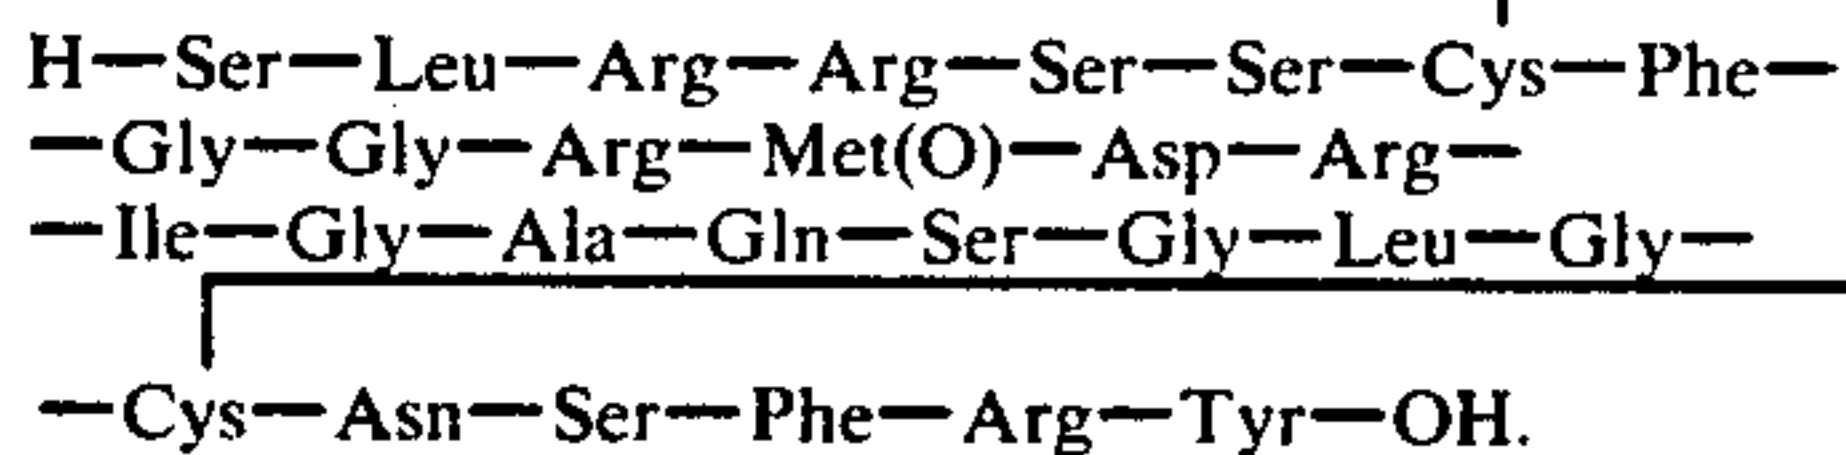 H—Ser—Leu—Arg—Arg—Ser—Ser—Cys—Phe—
—Gly—Gly—Arg—Met(O)—Asp—Arg—
—Ile—Gly—Ala—Gln—Ser—Gly—Leu—Gly—
—Cys—Asn—Ser—Phe—Arg—Tyr—OH.